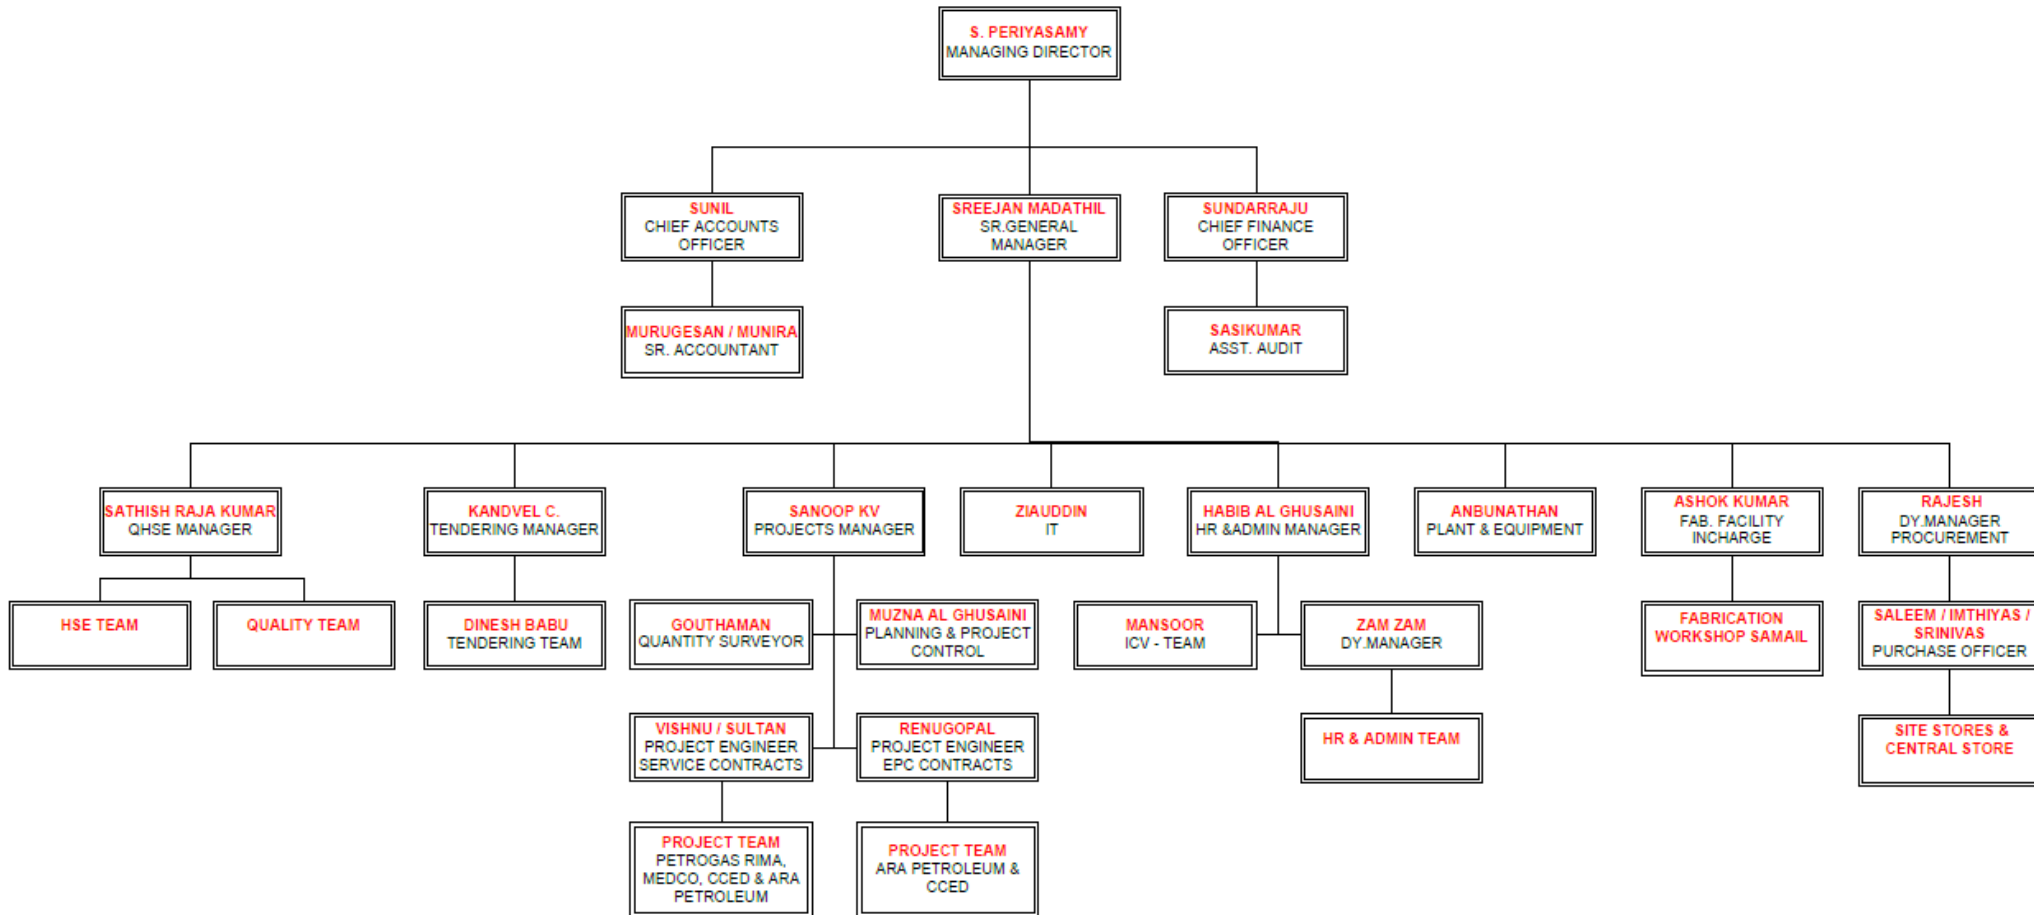 S. PERIYASAMY
MANAGING DIRECTOR
SUNIL
CHIEF ACCOUNTS
OFFICER
SREEJAN MADATHIL
SR.GENERAL
MANAGER
SUNDARRAJU
CHIEF FINANCE
OFFICER
MURUGESAN / MUNIRA
SR. ACCOUNTANT
SASIKUMAR
ASST. AUDIT
SATHISH RAJA KUMAR
QHSE MANAGER
KANDVEL C.
TENDERING MANAGER
SANOOP KV
PROJECTS MANAGER
ZIAUDDIN
IT
HABIB AL GHUSAINI
HR &ADMIN MANAGER
ANBUNATHAN
PLANT & EQUIPMENT
ASHOK KUMAR
FAB. FACILITY
INCHARGE
RAJESH
DY.MANAGER
PROCUREMENT
HSE TEAM
QUALITY TEAM
DINESH BABU
TENDERING TEAM
GOUTHAMAN
QUANTITY SURVEYOR
MUZNA AL GHUSAINI
PLANNING & PROJECT
CONTROL
MANSOOR
ICV - TEAM
ZAM ZAM
DY.MANAGER
FABRICATION
WORKSHOP SAMAIL
SALEEM / IMTHIYAS /
SRINIVAS
PURCHASE OFFICER
VISHNU / SULTAN
PROJECT ENGINEER
SERVICE CONTRACTS
RENUGOPAL
PROJECT ENGINEER
EPC CONTRACTS
HR & ADMIN TEAM
SITE STORES &
CENTRAL STORE
PROJECT TEAM
PETROGAS RIMA,
MEDCO, CCED & ARA
PETROLEUM
PROJECT TEAM
ARA PETROLEUM &
CCED